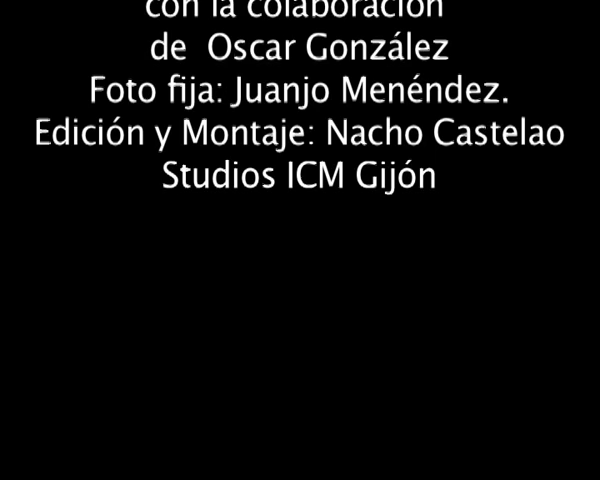 con la colaboración
de  Oscar González
Foto fija: Juanjo Menéndez.
Edición y Montaje: Nacho Castelao
Studios ICM Gijón